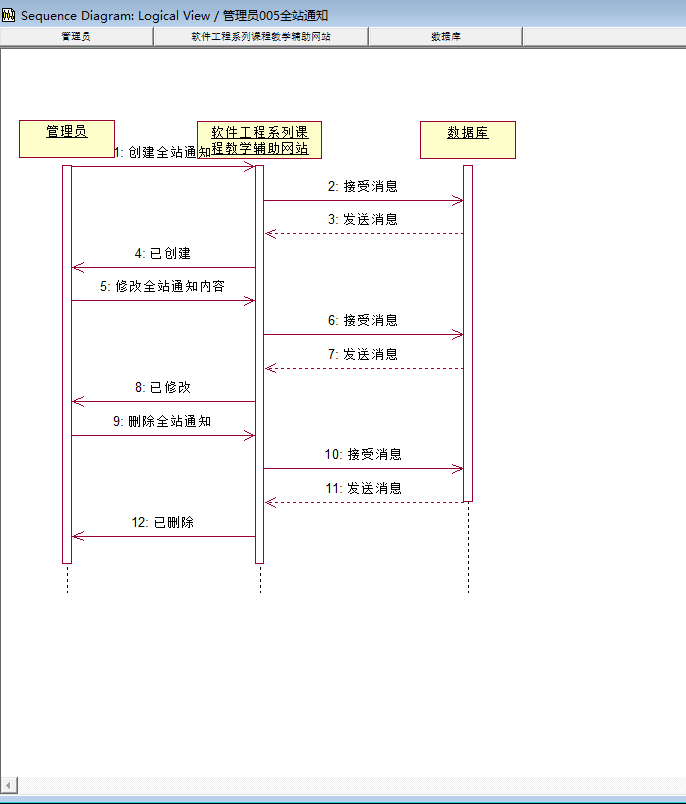 Sequence Diagram: Logical View / 管理员005全站通知
管理员 软件工程系列课程教学辅助网站 数据库
管理员
软件工程系列课
程教学辅助网站
数据库
1: 创建全站通知
2: 接受消息
3: 发送消息
4: 已创建
5: 修改全站通知内容
6: 接受消息
7: 发送消息
8: 已修改
9: 删除全站通知
10: 接受消息
11: 发送消息
12: 已删除